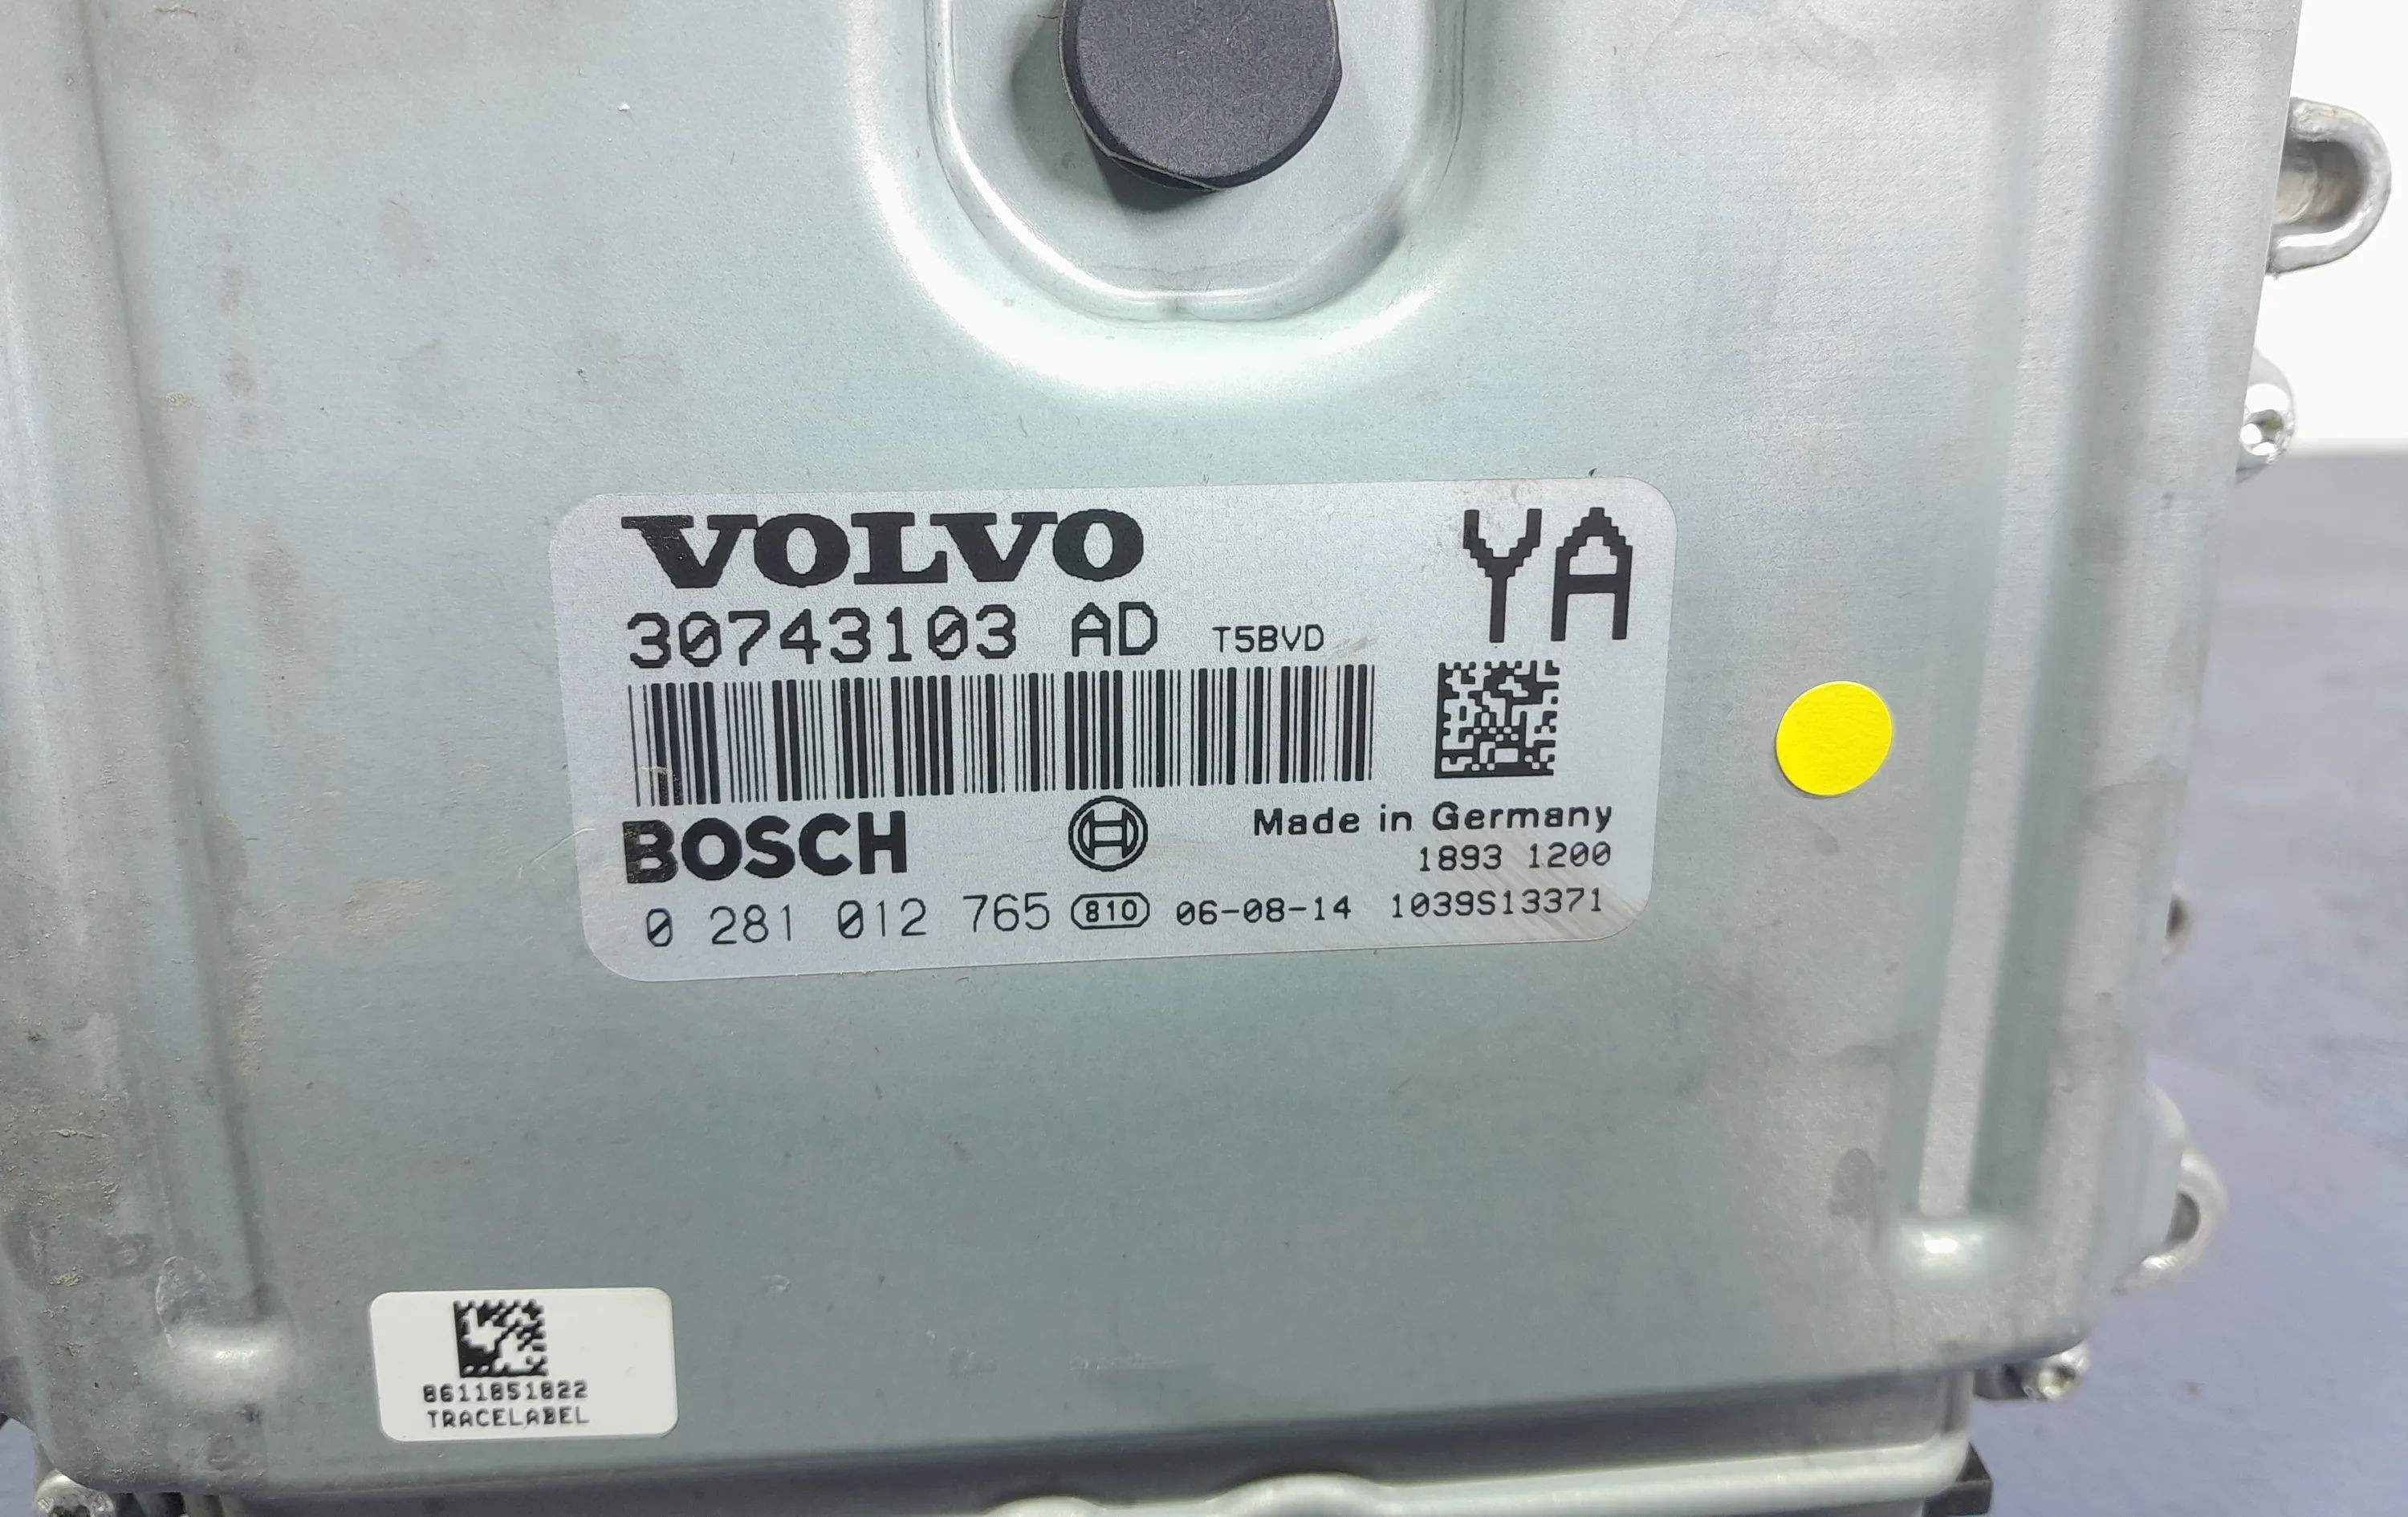 VOLVO
YA
30743103 AD T5BVD
BOSCH
Made in Germany
1893 1200
0 281 012 765 810 06-08-14 1039S13371
8611851822
TRACELABEL